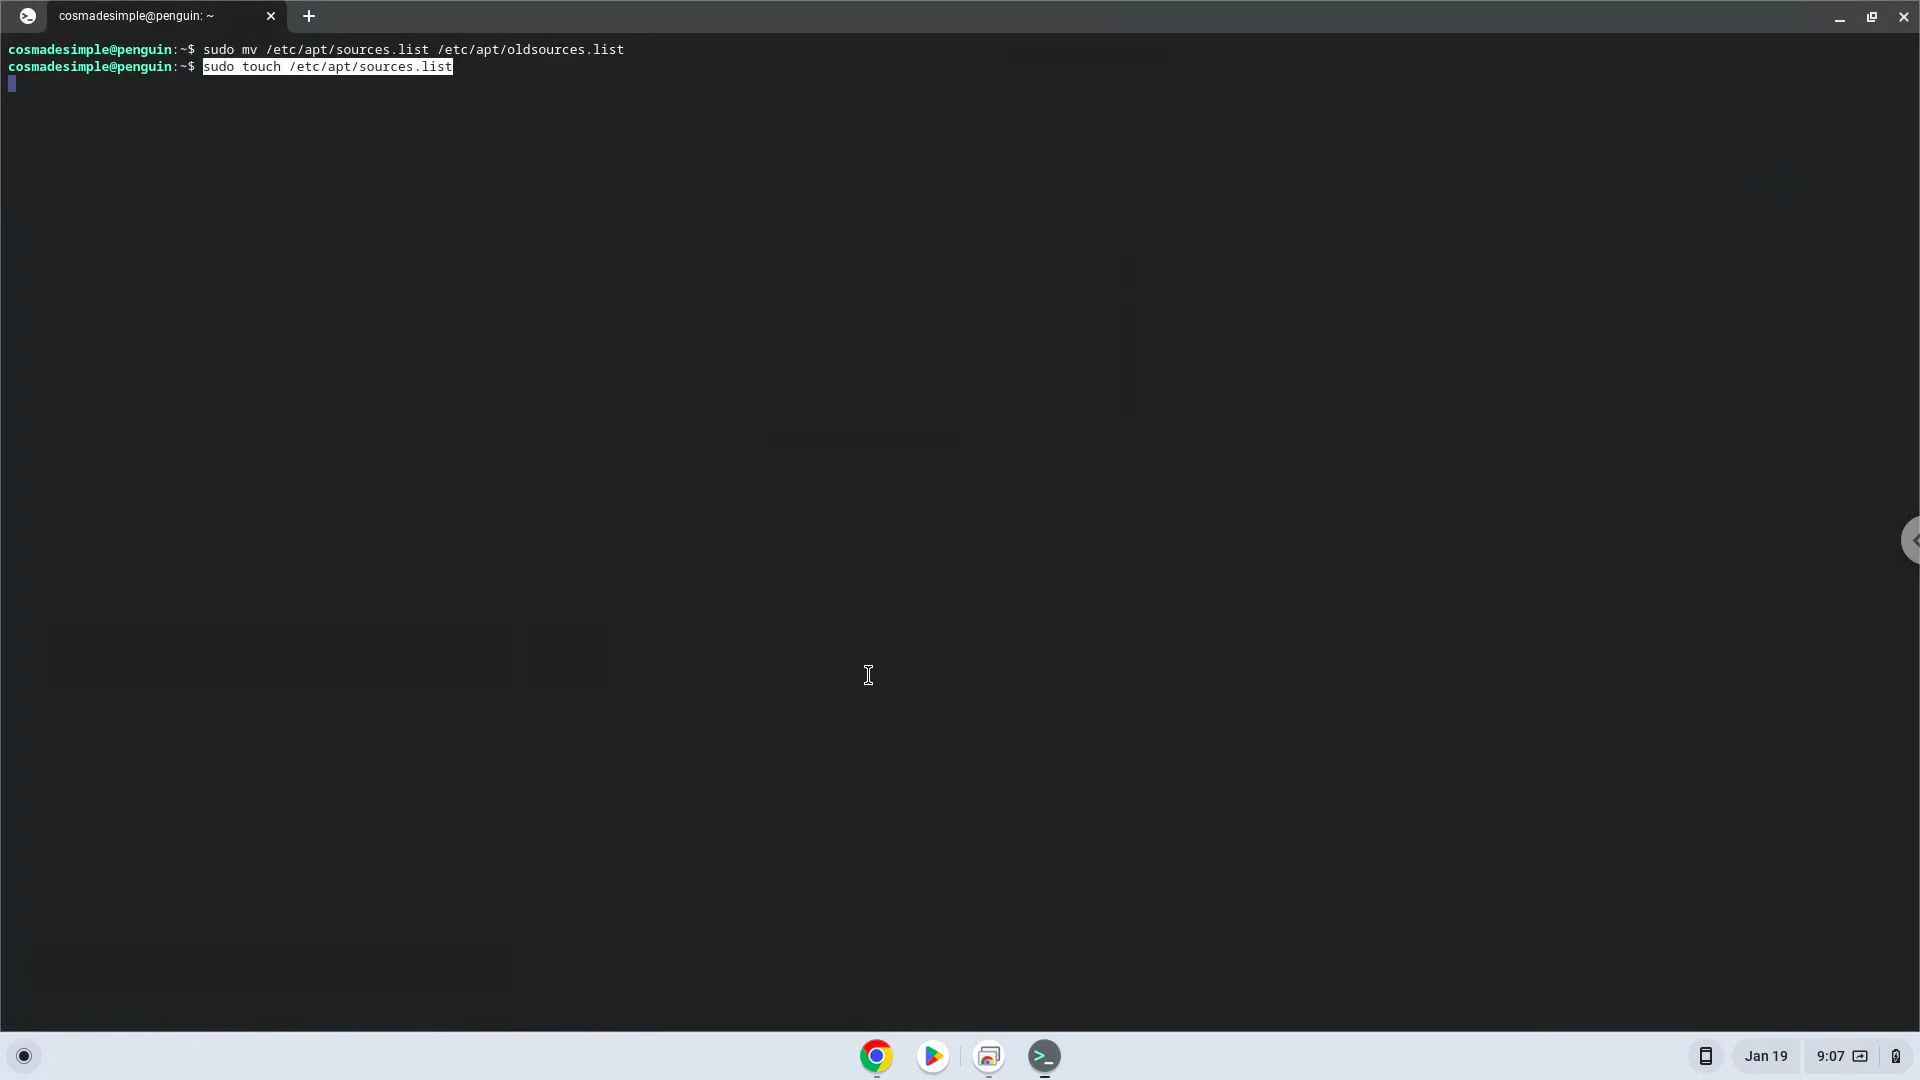 cosmadesimple@penguin: ~
cosmadesimple@penguin:~$ sudo mv /etc/apt/sources.list /etc/apt/oldsources.list
cosmadesimple@penguin:~$ sudo touch /etc/apt/sources.list
Jan 19
9:07